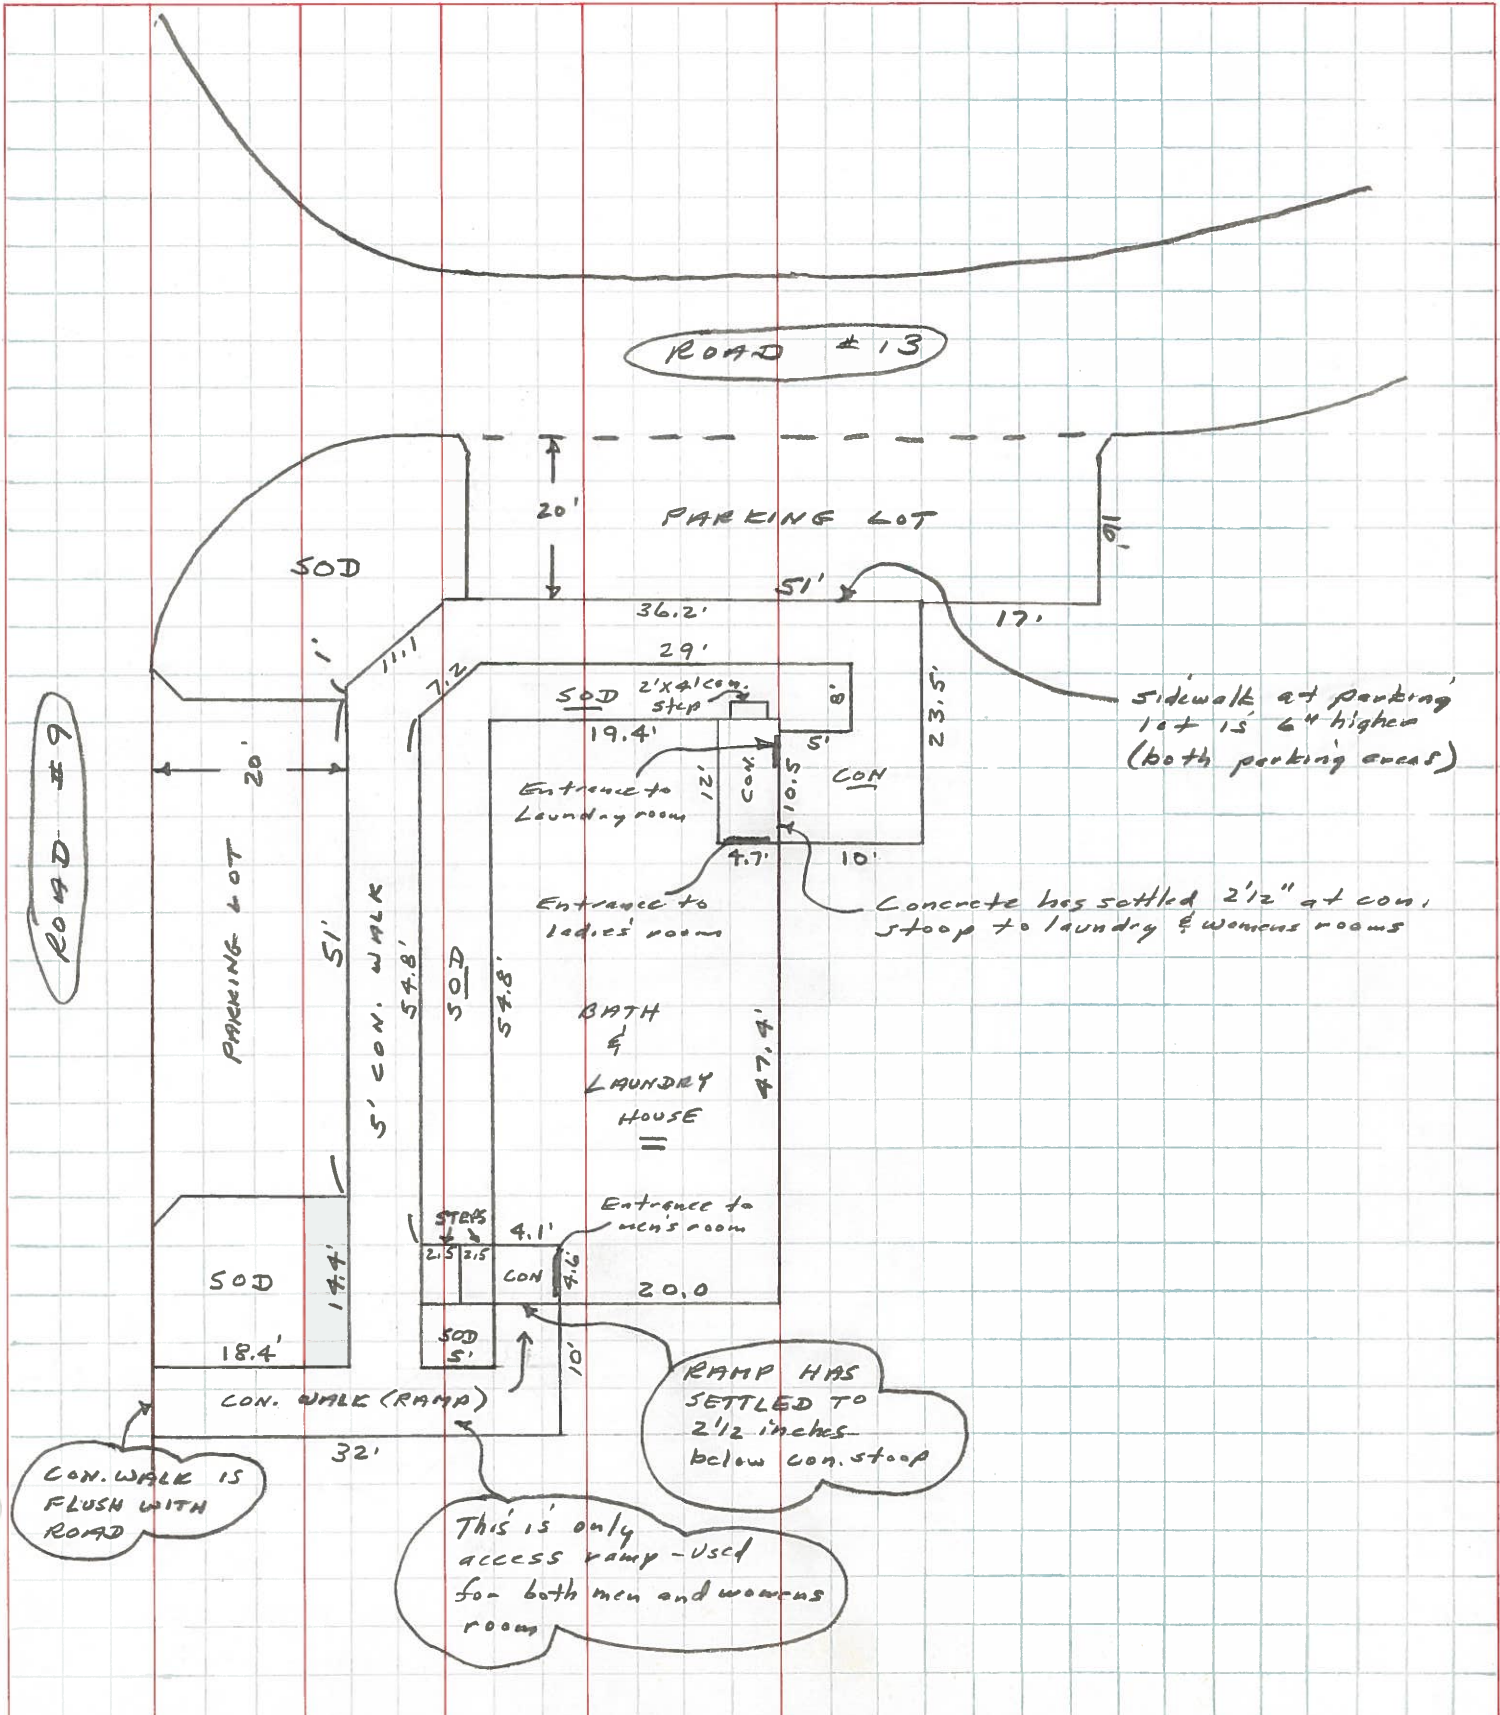 ROAD # 13
20'
PARKING LOT
16'
SOD
51'
36.2'
17'
1'
11.1
29'
7.2
SOD
2'X4' con.
step
8'
23.5'
sidewalk at parking
lot is 6" higher
(both parking areas)
19.4'
5'
ROAD # 9
20'
Entrance to
Laundry room
12'
CON.
10.5
CON
4.7'
10'
PARKING LOT
51'
5' CON. WALK
54.8'
SOD
54.8'
Entrance to
ladies' room
Concrete has settled 2'12" at con.
stoop to laundry & womens rooms
BATH
&
LAUNDRY
HOUSE
47.4'
STEPS
4.1'
Entrance to
men's room
2.5
2.5
CON
4.6'
SOD
14.4'
20.0
18.4'
SOD
5'
10'
CON. WALK (RAMP)
32'
RAMP HAS
SETTLED TO
2'12 inches
below con. stoop
CON. WALK IS
FLUSH WITH
ROAD
This is only
access ramp - Used
for both men and womens
room